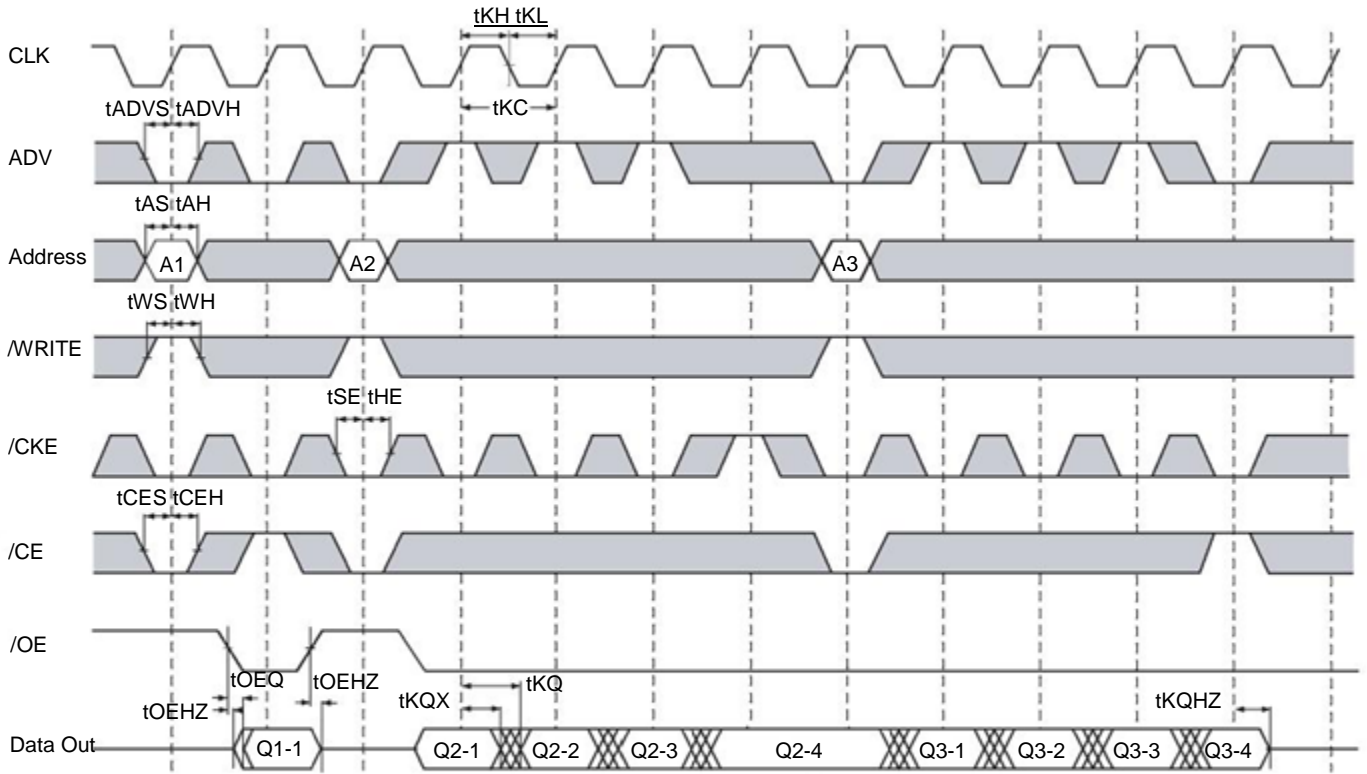 tKH tKL
CLK
tKC
tADVS tADVH
ADV
tAS tAH
Address
A1
A2
A3
tWS tWH
/WRITE
tSE tHE
/CKE
tCES tCEH
/CE
/OE
tOEQ
tOEHZ
tKQ
tKQX
tKQHZ
tOEHZ
Data Out
Q1-1
Q2-1
Q2-2
Q2-3
Q2-4
Q3-1
Q3-2
Q3-3
Q3-4